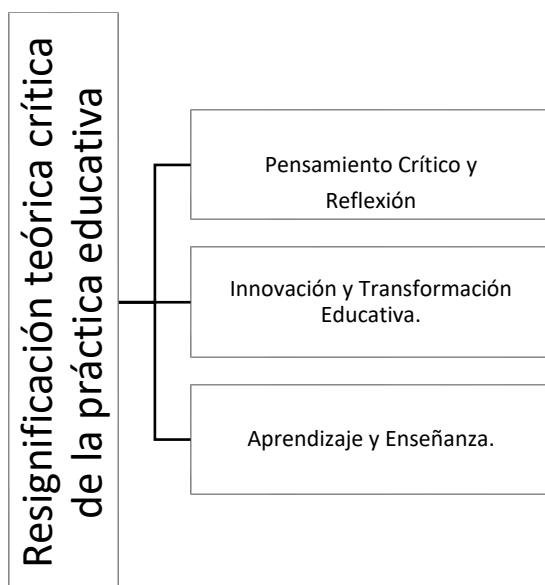 Resignificación teórica crítica
de la práctica educativa
Pensamiento Crítico y
Reflexión
Innovación y Transformación
Educativa.
Aprendizaje y Enseñanza.